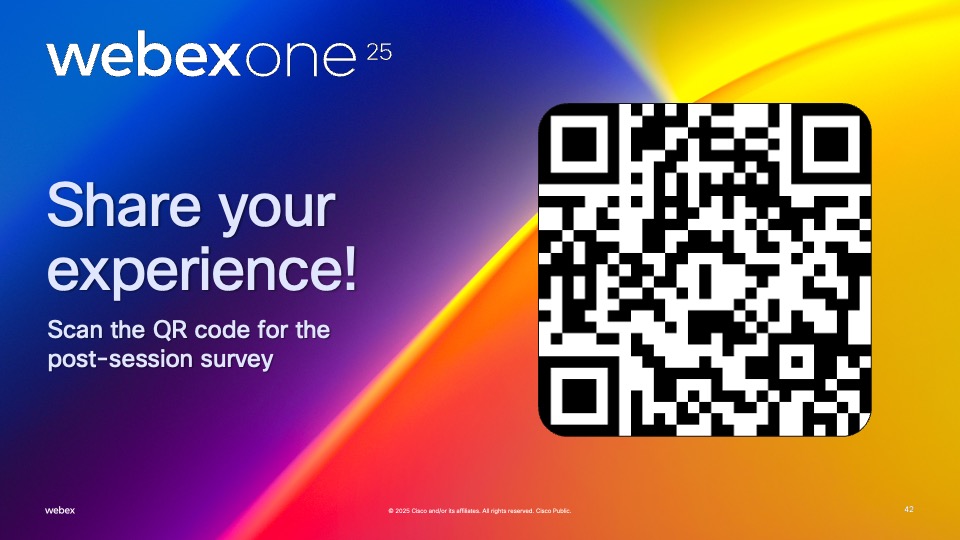 webexone 25
Share your
experience!
Scan the QR code for the
post-session survey
webex
© 2025 Cisco and/or its affiliates. All rights reserved. Cisco Public.
42